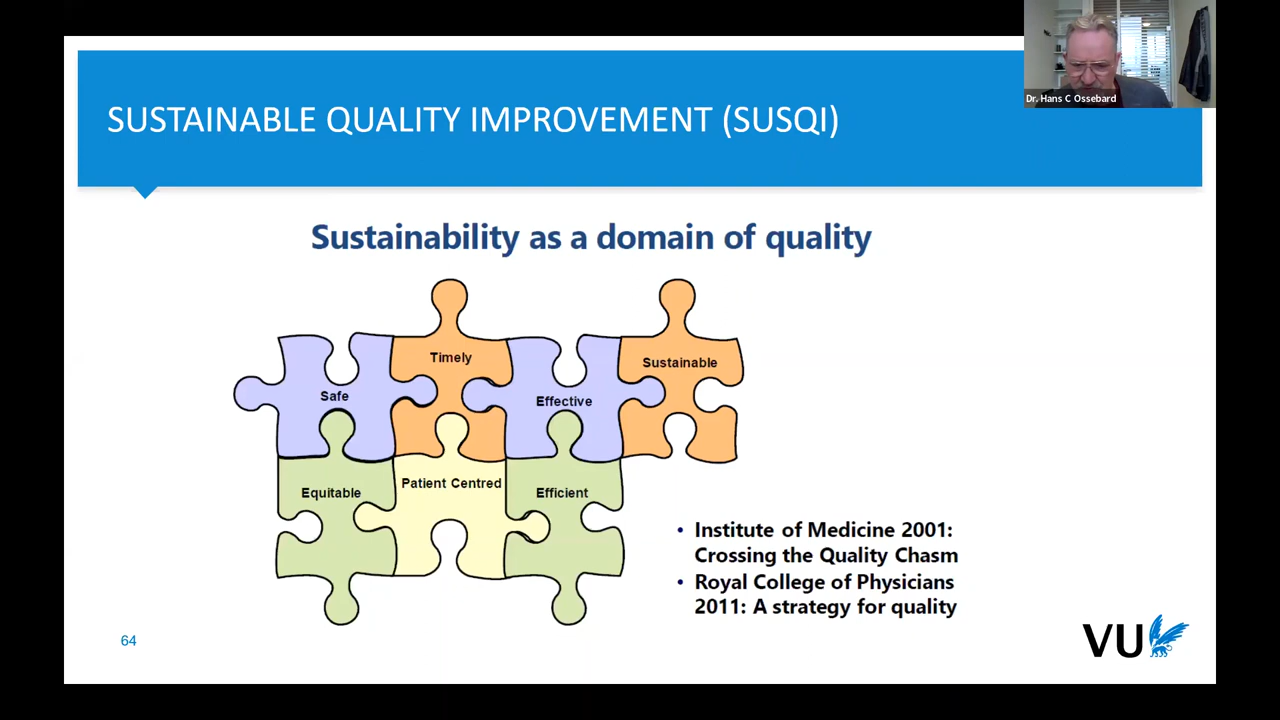 Dr. Hans C Ossebard
SUSTAINABLE QUALITY IMPROVEMENT (SUSQI)
Sustainability as a domain of quality
Timely
Sustainable
Safe
Effective
Equitable
Patient Centred
Efficient
• Institute of Medicine 2001:
Crossing the Quality Chasm
• Royal College of Physicians
2011: A strategy for quality
64
VU